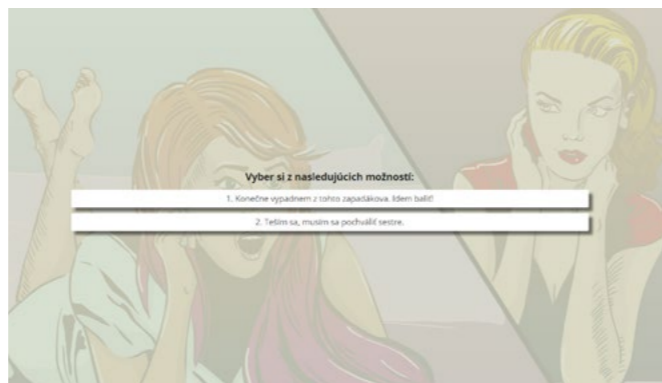 Vyber si z nasledujúcich možností:
1. Konečne vypadnem z tohto zapadákova. Idem baliť!
2. Teším sa, musím sa pochváliť sestre.